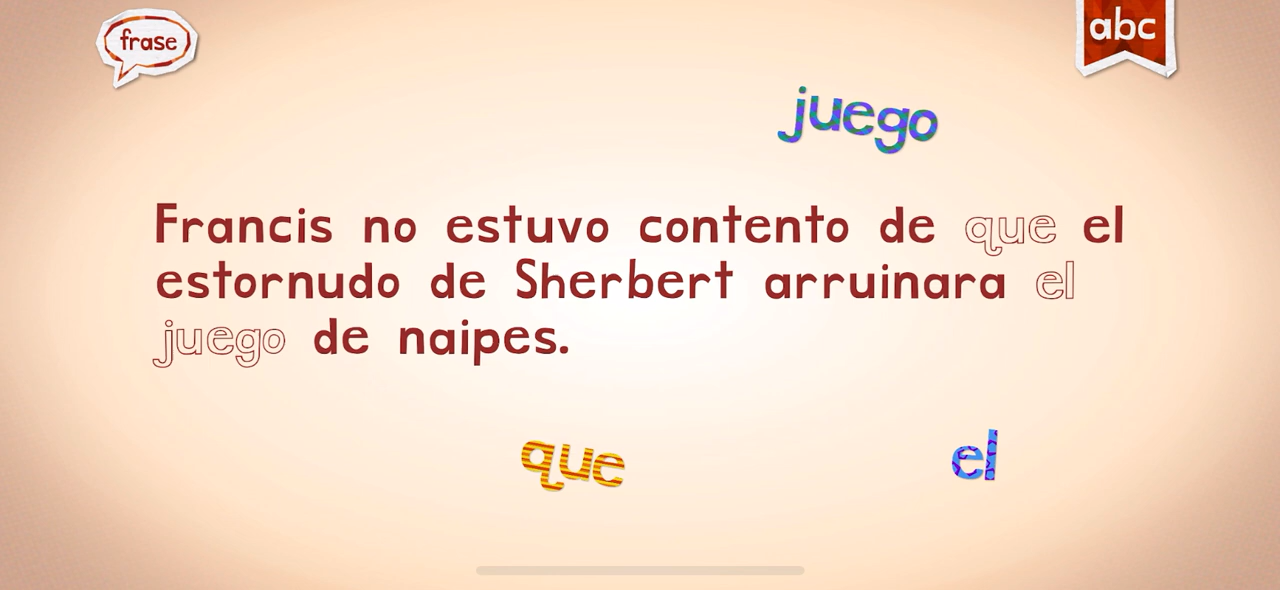 frase
abc
juego
Francis no estuvo contento de que el
estornudo de Sherbert arruinara el
juego de naipes.
que
el